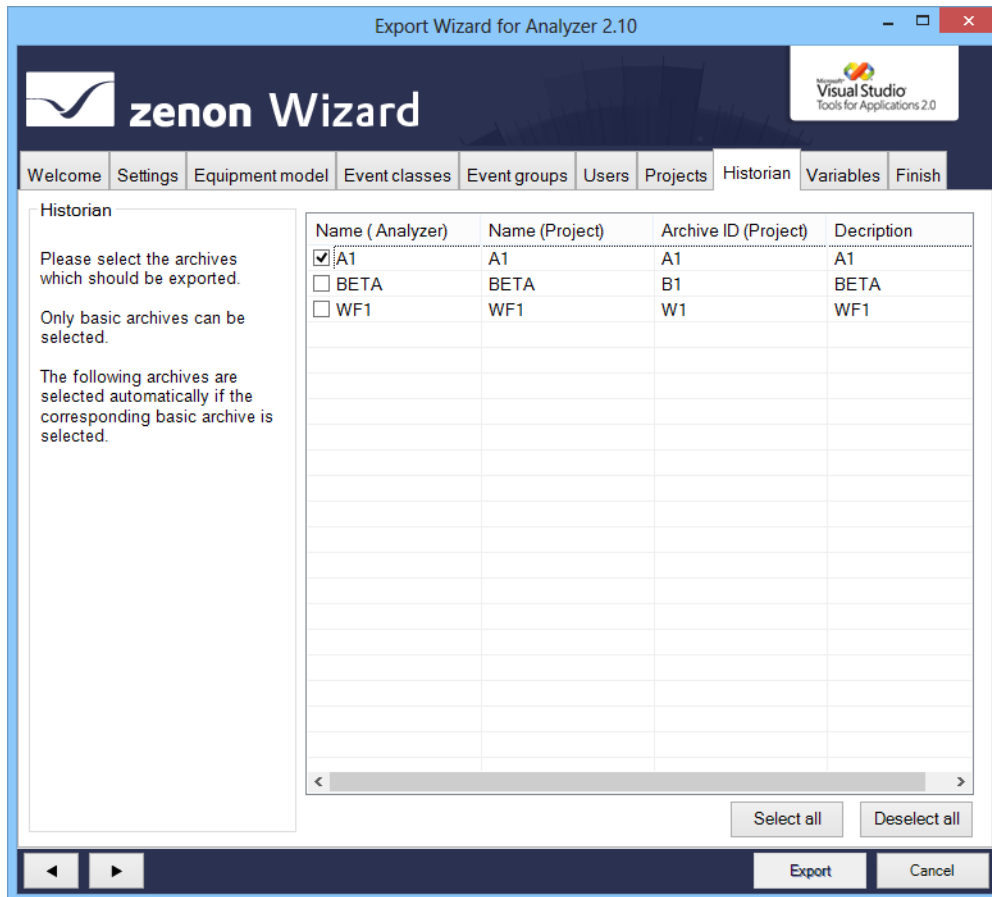 Export Wizard for Analyzer 2.10
zenon Wizard
Microsoft
Visual Studio
Tools for Applications 2.0
Welcome Settings Equipment model Event classes Event groups Users Projects Historian Variables Finish
Historian
Please select the archives
which should be exported.
Only basic archives can be
selected.
The following archives are
selected automatically if the
corresponding basic archive is
selected.
Name ( Analyzer) Name (Project) Archive ID (Project) Decription
A1 A1 A1 A1
BETA BETA B1 BETA
WF1 WF1 W1 WF1
Select all Deselect all
Export Cancel